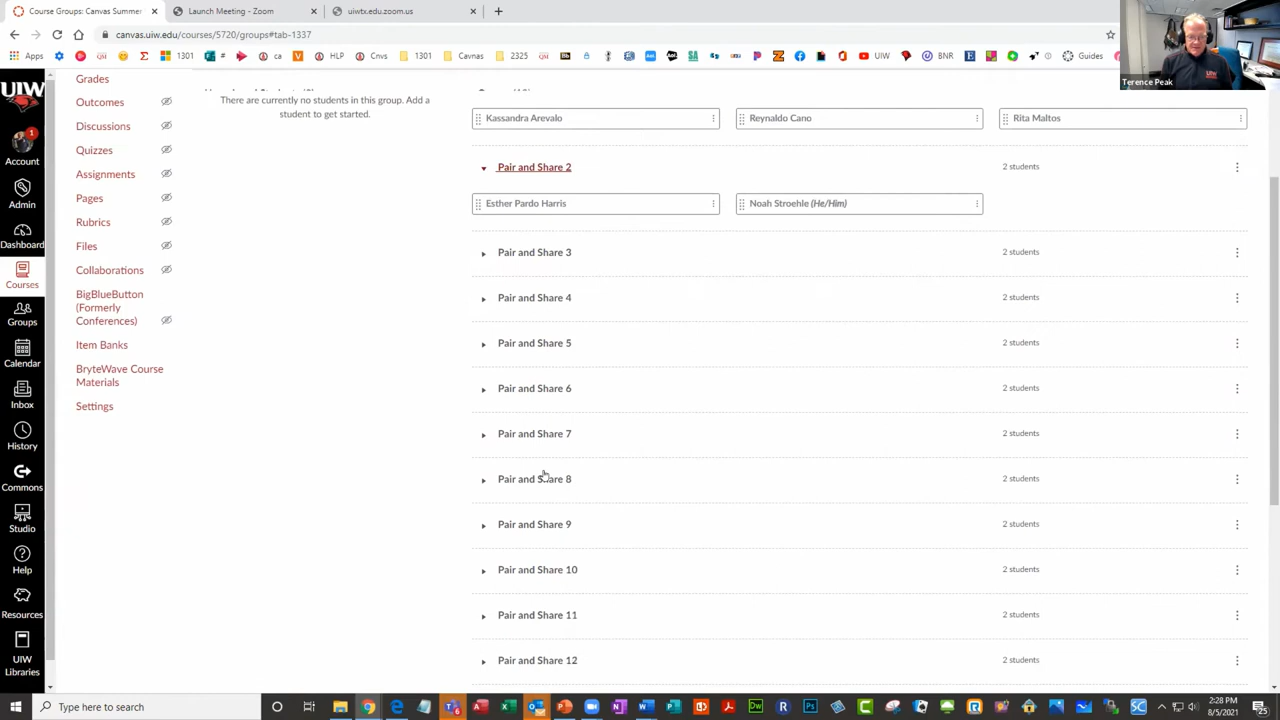 Course Groups: Canvas Summer
Launch Meeting - Zoom
uiwtx.edu.zoom.us
canvas.uiw.edu/courses/5720/groups#tab-1337
Apps
1301
HLP
Cnvs
1301
Cavnas
2325
UIW
BNR
Guides
Terence Peak
UIW
Account
Admin
Dashboard
Courses
Groups
Calendar
Inbox
History
Commons
Studio
Help
Resources
UIW Libraries
Grades
Outcomes
Discussions
Quizzes
Assignments
Pages
Rubrics
Files
Collaborations
BigBlueButton
(Formerly
Conferences)
Item Banks
BryteWave Course
Materials
Settings
There are currently no students in this group. Add a
student to get started.
Kassandra Arevalo
Reynaldo Cano
Rita Maltos
Pair and Share 2 2 students
Esther Pardo Harris
Noah Stroehle (He/Him)
Pair and Share 3 2 students
Pair and Share 4 2 students
Pair and Share 5 2 students
Pair and Share 6 2 students
Pair and Share 7 2 students
Pair and Share 8 2 students
Pair and Share 9 2 students
Pair and Share 10 2 students
Pair and Share 11 2 students
Pair and Share 12 2 students
Type here to search
2:28 PM
8/5/2021
25